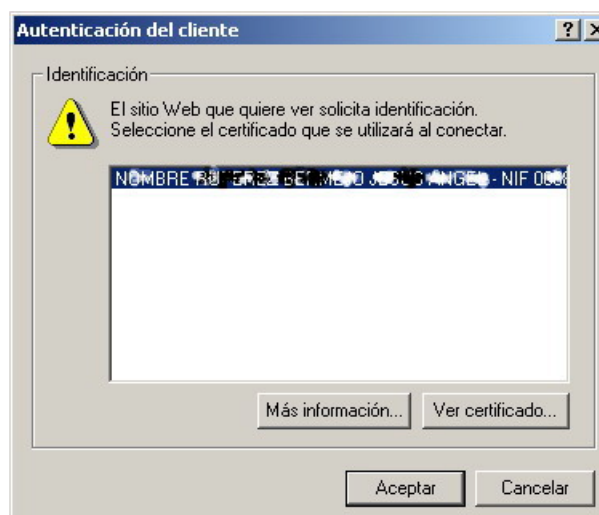 Autenticación del cliente
Identificación
El sitio Web que quiere ver solicita identificación.
Seleccione el certificado que se utilizará al conectar.
NOMBRE - NIF
Más información...
Ver certificado...
Aceptar
Cancelar